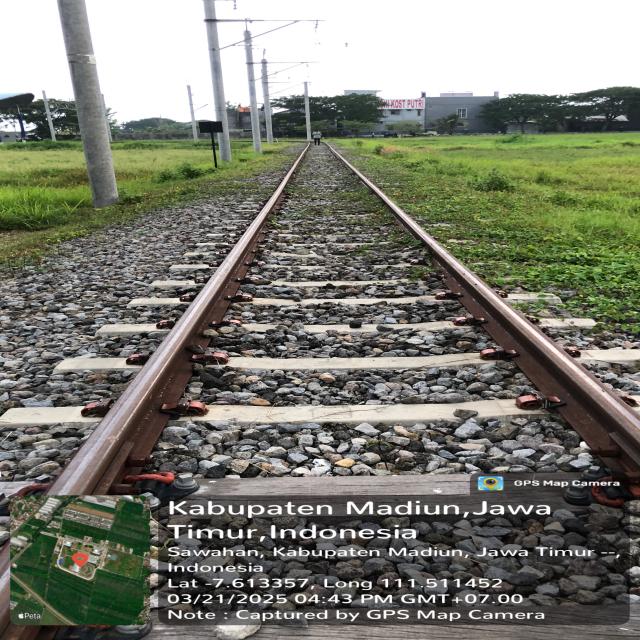 KOST PUTRI
GPS Map Camera
Kabupaten Madiun,Jawa
Timur,Indonesia
Sawahan, Kabupaten Madiun, Jawa Timur --,
Indonesia
Lat -7.613357, Long 111.511452
03/21/2025 04:43 PM GMT+07.00
Note : Captured by GPS Map Camera
Peta